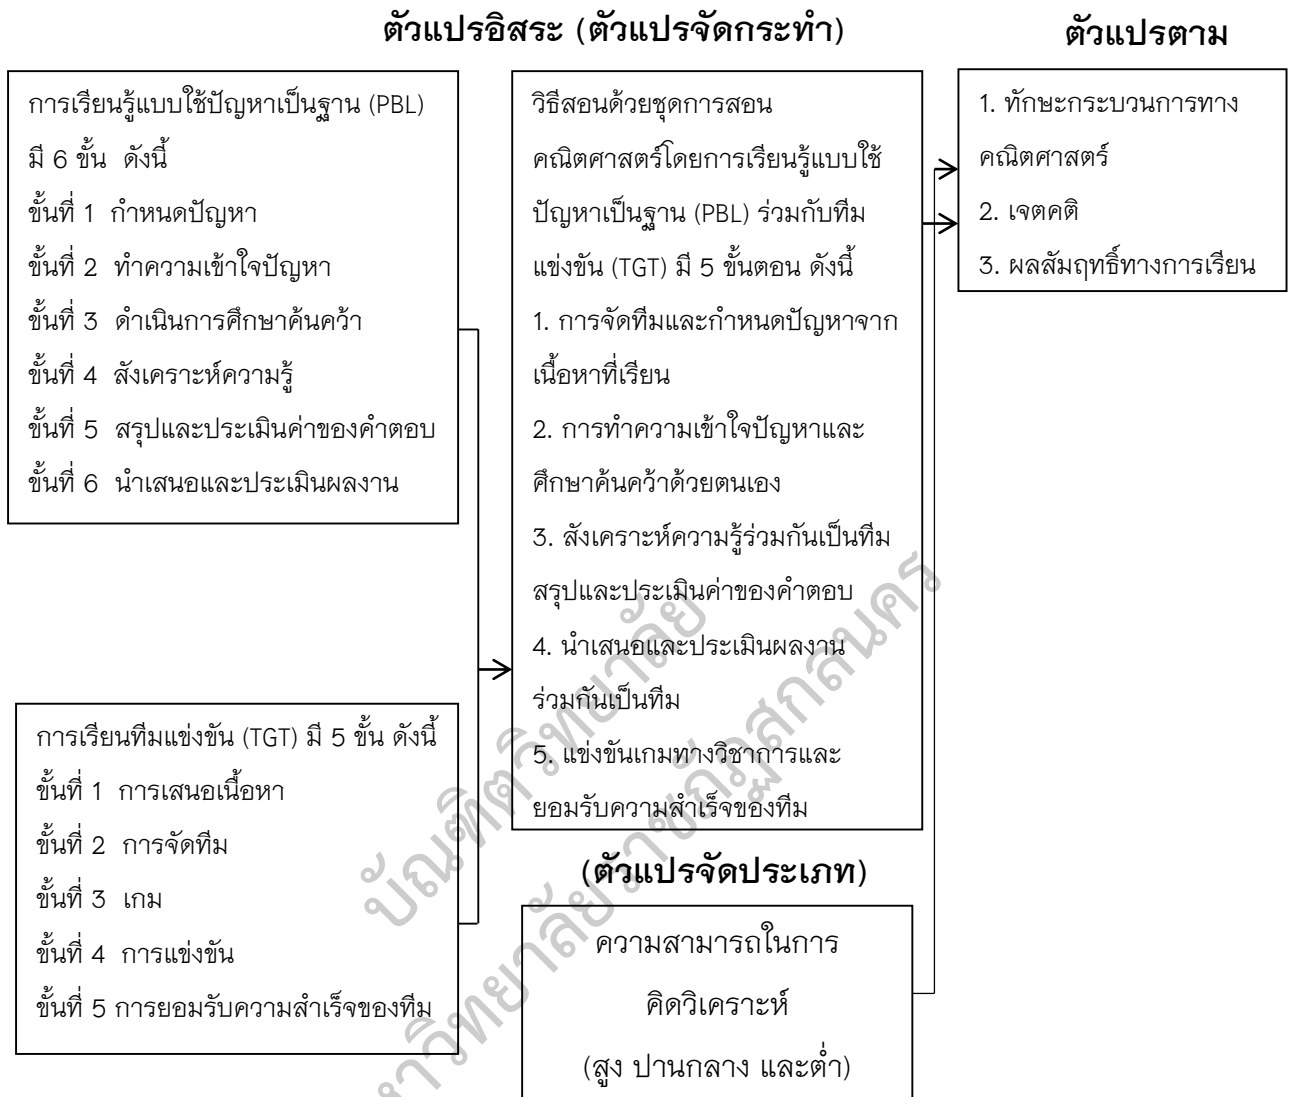 ตัวแปรอิสระ (ตัวแปรจัดกระทำ)
ตัวแปรตาม
การเรียนรู้แบบใช้ปัญหาเป็นฐาน (PBL)
มี 6 ขั้น ดังนี้
ขั้นที่ 1 กำหนดปัญหา
ขั้นที่ 2 ทำความเข้าใจปัญหา
ขั้นที่ 3 ดำเนินการศึกษาค้นคว้า
ขั้นที่ 4 สังเคราะห์ความรู้
ขั้นที่ 5 สรุปและประเมินค่าของคำตอบ
ขั้นที่ 6 นำเสนอและประเมินผลงาน
การเรียนทีมแข่งขัน (TGT) มี 5 ขั้น ดังนี้
ขั้นที่ 1 การเสนอเนื้อหา
ขั้นที่ 2 การจัดทีม
ขั้นที่ 3 เกม
ขั้นที่ 4 การแข่งขัน
ขั้นที่ 5 การยอมรับความสำเร็จของทีม
วิธีสอนด้วยชุดการสอน
คณิตศาสตร์โดยการเรียนรู้แบบใช้
ปัญหาเป็นฐาน (PBL) ร่วมกับทีม
แข่งขัน (TGT) มี 5 ขั้นตอน ดังนี้
1. การจัดทีมและกำหนดปัญหาจาก
เนื้อหาที่เรียน
2. การทำความเข้าใจปัญหาและ
ศึกษาค้นคว้าด้วยตนเอง
3. สังเคราะห์ความรู้ร่วมกันเป็นทีม
สรุปและประเมินค่าของคำตอบ
4. นำเสนอและประเมินผลงาน
ร่วมกันเป็นทีม
5. แข่งขันเกมทางวิชาการและ
ยอมรับความสำเร็จของทีม
(ตัวแปรจัดประเภท)
ความสามารถในการ
คิดวิเคราะห์
(สูง ปานกลาง และต่ำ)
1. ทักษะกระบวนการทาง
คณิตศาสตร์
2. เจตคติ
3. ผลสัมฤทธิ์ทางการเรียน
บัณฑิตวิทยาลัย
หาวิทยาลัยราชภัฏสกลนคร